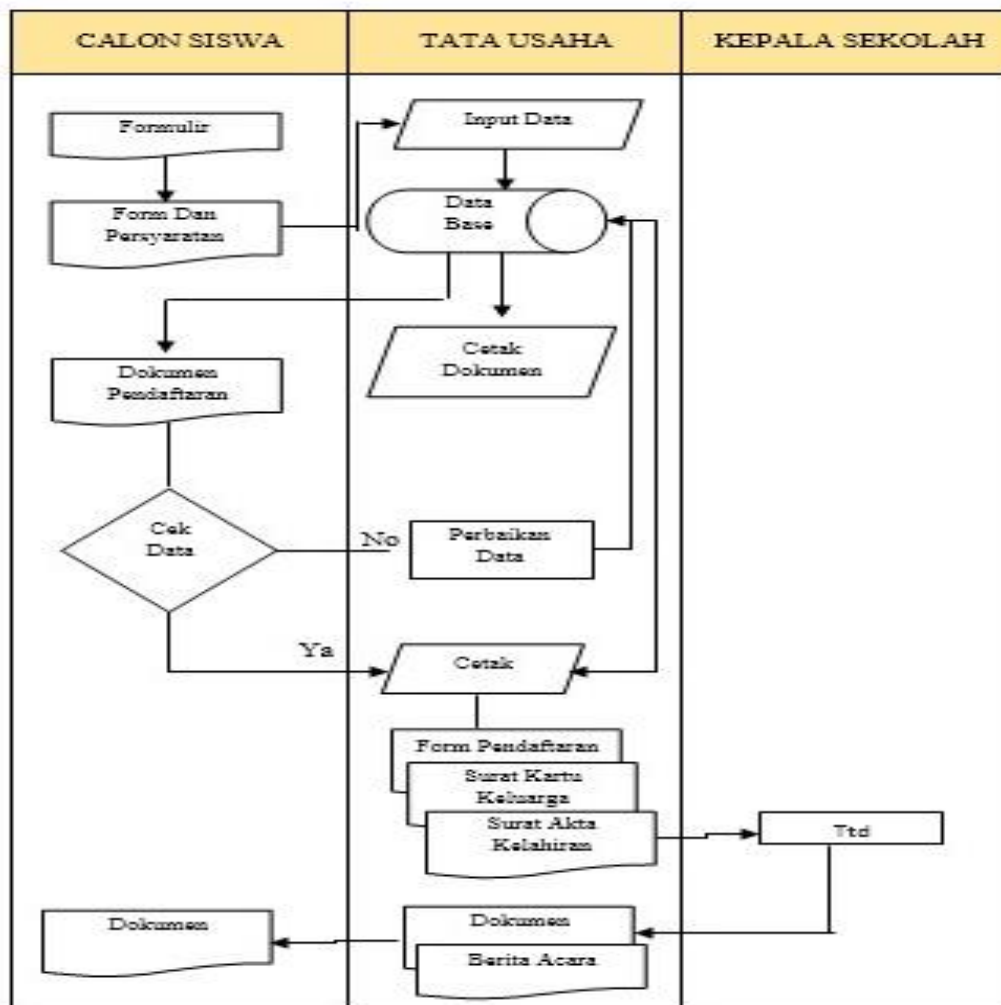 CALON SISWA
TATA USAHA
KEPALA SEKOLAH
Formulir
Input Data
Form Dan
Persyaratan
Data
Base
Dokumen
Pendaftaran
Cetak
Dokumen
Cek
Data
No
Perbaikan
Data
Ya
Cetak
Form Pendaftaran
Surat Kartu
Keluarga
Surat Akta
Kelahiran
Ttd
Dokumen
Dokumen
Berita Acara